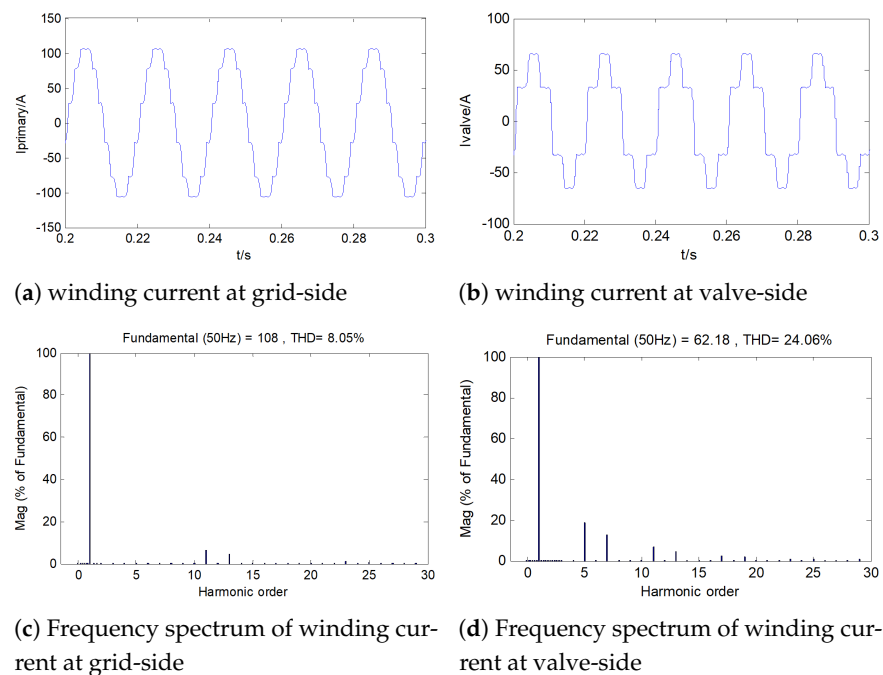 150
100
50
0
-50
-100
-150
Iprimary/A
0.2 0.22 0.24 0.26 0.28 0.3
t/s
(a) winding current at grid-side
100
50
0
-50
-100
Ivalve/A
0.2 0.22 0.24 0.26 0.28 0.3
t/s
(b) winding current at valve-side
Fundamental (50Hz) = 108 , THD= 8.05%
100
80
60
40
20
0
Mag (% of Fundamental)
0 5 10 15 20 25 30
Harmonic order
(c) Frequency spectrum of winding cur-
rent at grid-side
Fundamental (50Hz) = 62.18 , THD= 24.06%
100
80
60
40
20
0
Mag (% of Fundamental)
0 5 10 15 20 25 30
Harmonic order
(d) Frequency spectrum of winding cur-
rent at valve-side